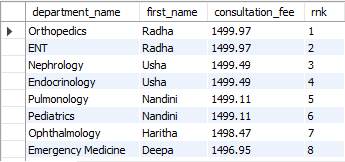 department_name first_name consultation_fee rnk
Orthopedics Radha 1499.97 1
ENT Radha 1499.97 2
Nephrology Usha 1499.49 3
Endocrinology Usha 1499.49 4
Pulmonology Nandini 1499.11 5
Pediatrics Nandini 1499.11 6
Ophthalmology Haritha 1498.47 7
Emergency Medicine Deepa 1496.95 8